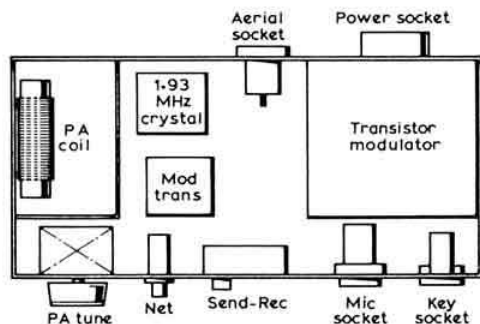 Aerial
socket
Power socket
1·93
MHz
crystal
PA
coil
Transistor
modulator
Mod
trans
PA tune
Net
Send-Rec
Mic
socket
Key
socket